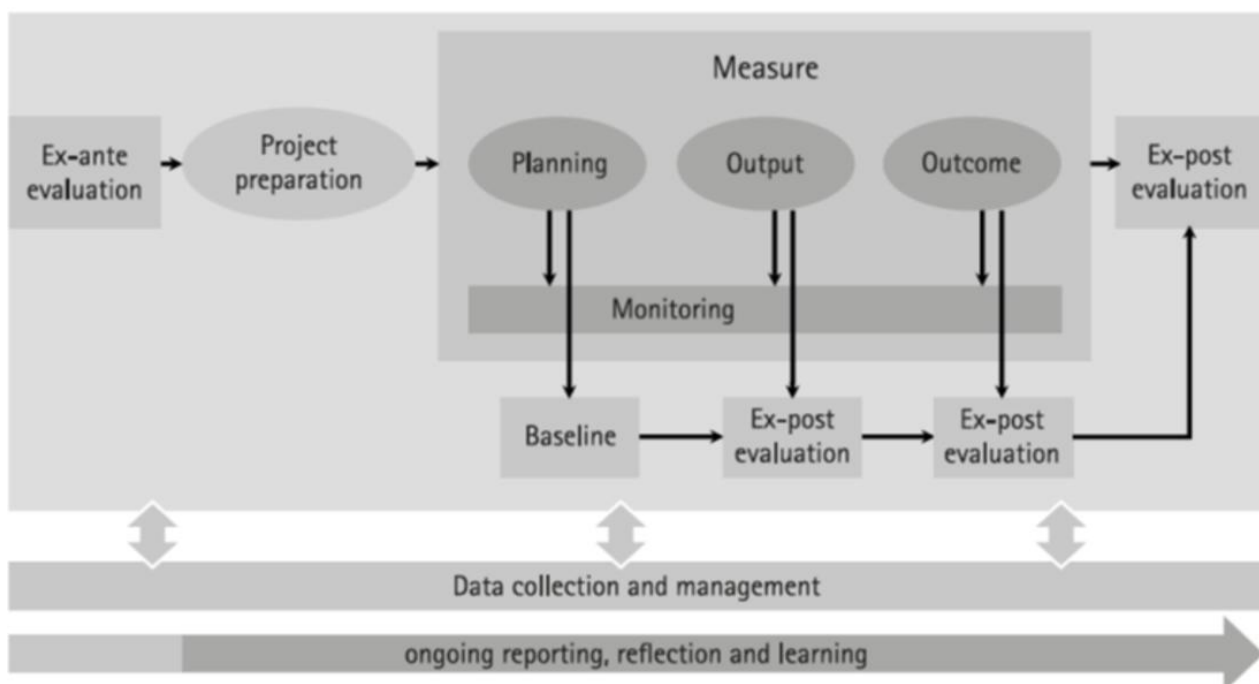 Measure
Ex-ante
evaluation
Project
preparation
Planning
Output
Outcome
Ex-post
evaluation
Monitoring
Baseline
Ex-post
evaluation
Ex-post
evaluation
Data collection and management
ongoing reporting, reflection and learning